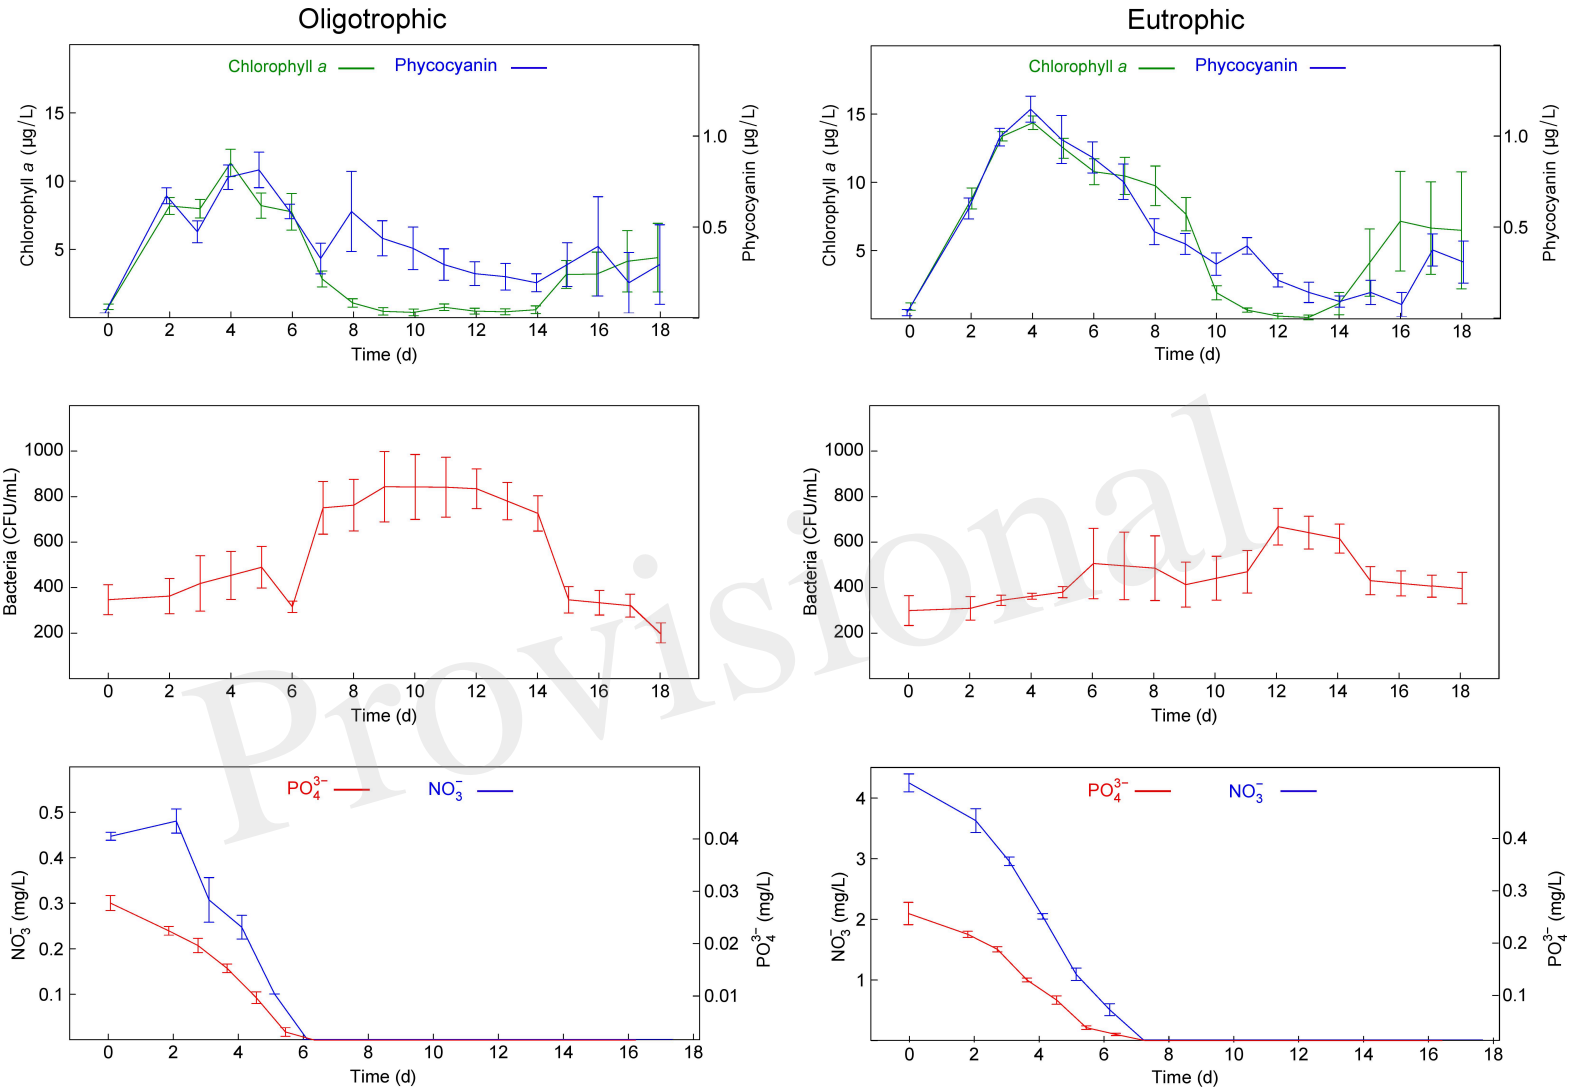 Oligotrophic
Eutrophic
Chlorophyll a
Phycocyanin
Chlorophyll a (µg/L)
15
10
5
Phycocyanin (µg/L)
1.0
0.5
0 2 4 6 8 10 12 14 16 18
Time (d)
Chlorophyll a
Phycocyanin
Chlorophyll a (µg/L)
15
10
5
Phycocyanin (µg/L)
1.0
0.5
0 2 4 6 8 10 12 14 16 18
Time (d)
Bacteria (CFU/mL)
1000
800
600
400
200
0 2 4 6 8 10 12 14 16 18
Time (d)
Bacteria (CFU/mL)
1000
800
600
400
200
0 2 4 6 8 10 12 14 16 18
Time (d)
Provisional
PO₄³⁻
NO₃⁻
NO₃⁻ (mg/L)
0.5
0.4
0.3
0.2
0.1
PO₄³⁻ (mg/L)
0.04
0.03
0.02
0.01
0 2 4 6 8 10 12 14 16 18
Time (d)
PO₄³⁻
NO₃⁻
NO₃⁻ (mg/L)
4
3
2
1
PO₄³⁻ (mg/L)
0.4
0.3
0.2
0.1
0 2 4 6 8 10 12 14 16 18
Time (d)